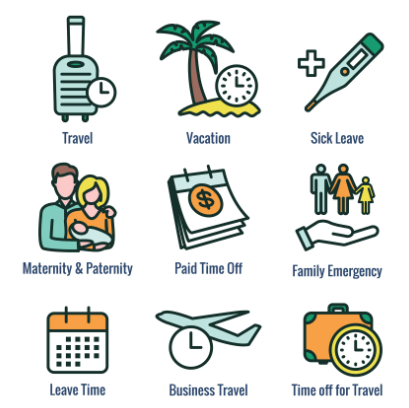 Travel
Vacation
Sick Leave
$
Maternity & Paternity
Paid Time Off
Family Emergency
Leave Time
Business Travel
Time off for Travel